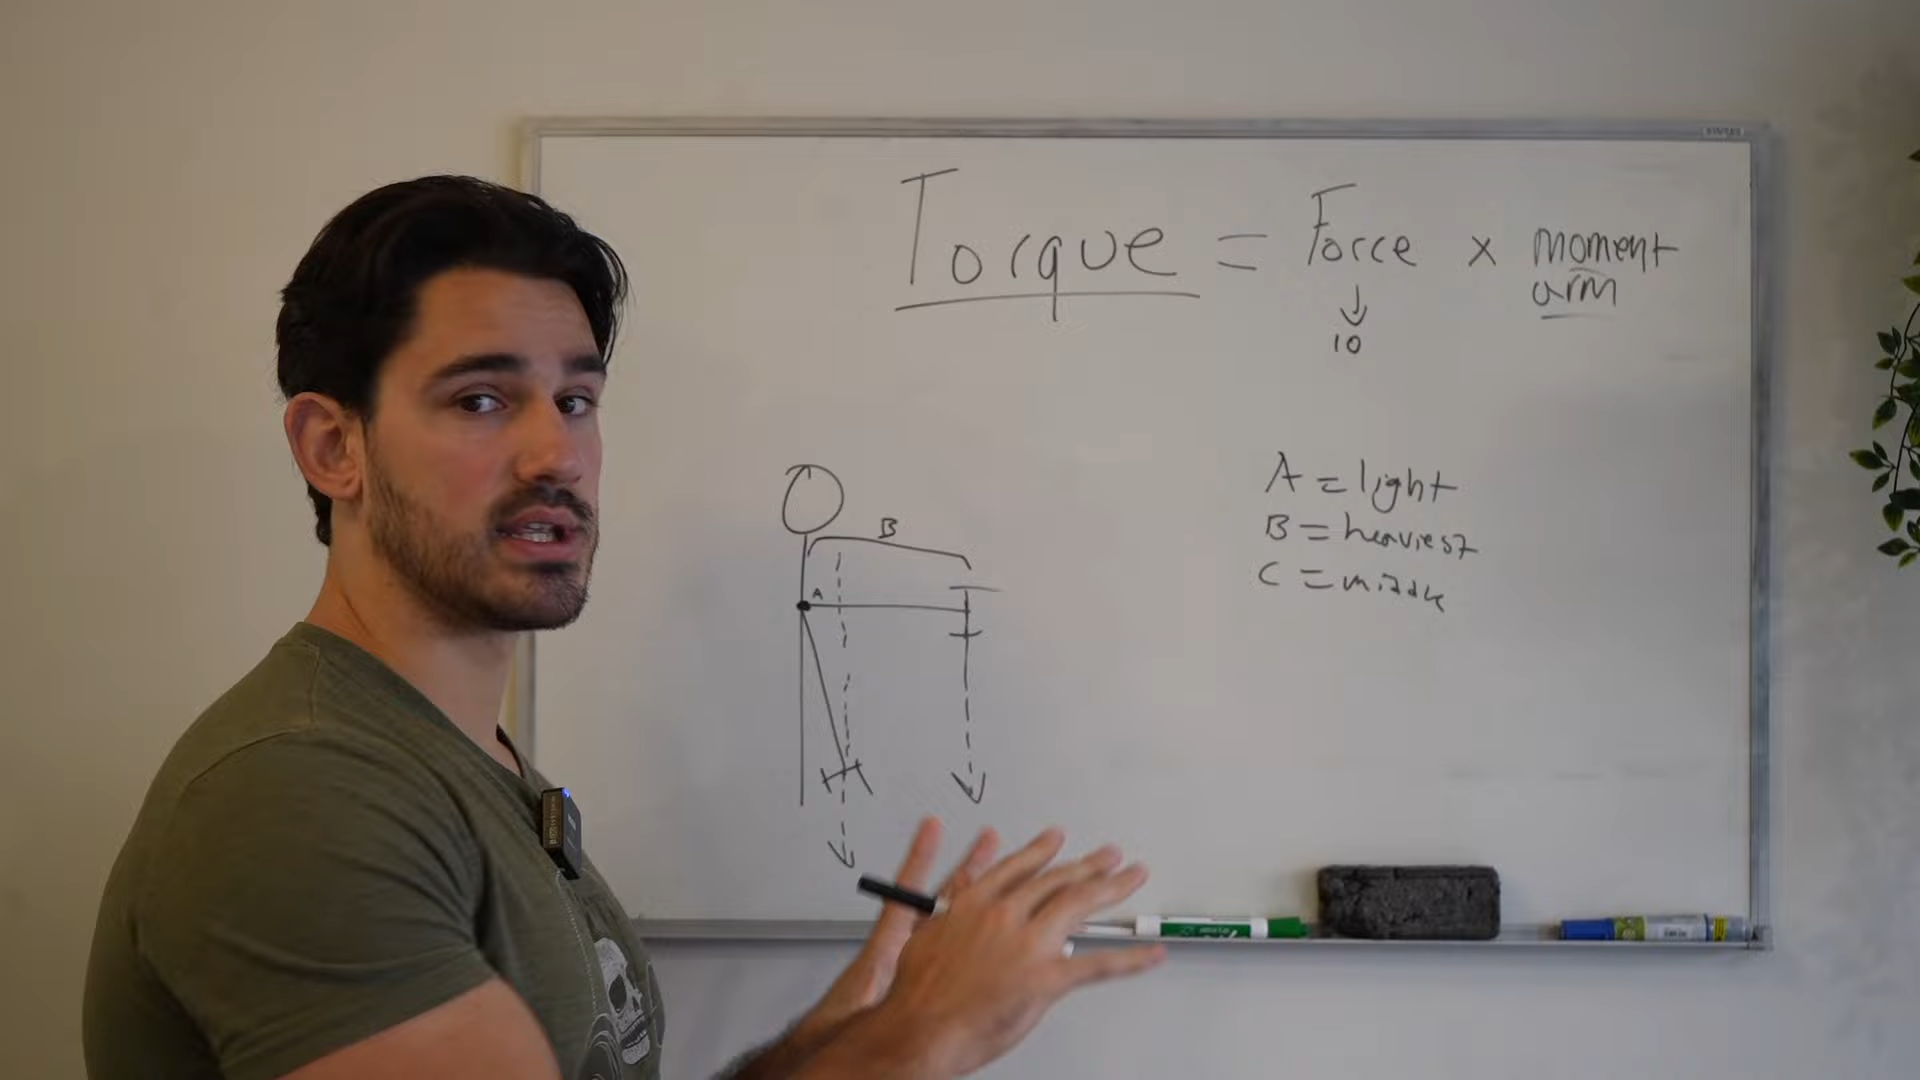 Torque = Force x moment arm
↓
10
A = light
B = heaviest
C = middle
B
A